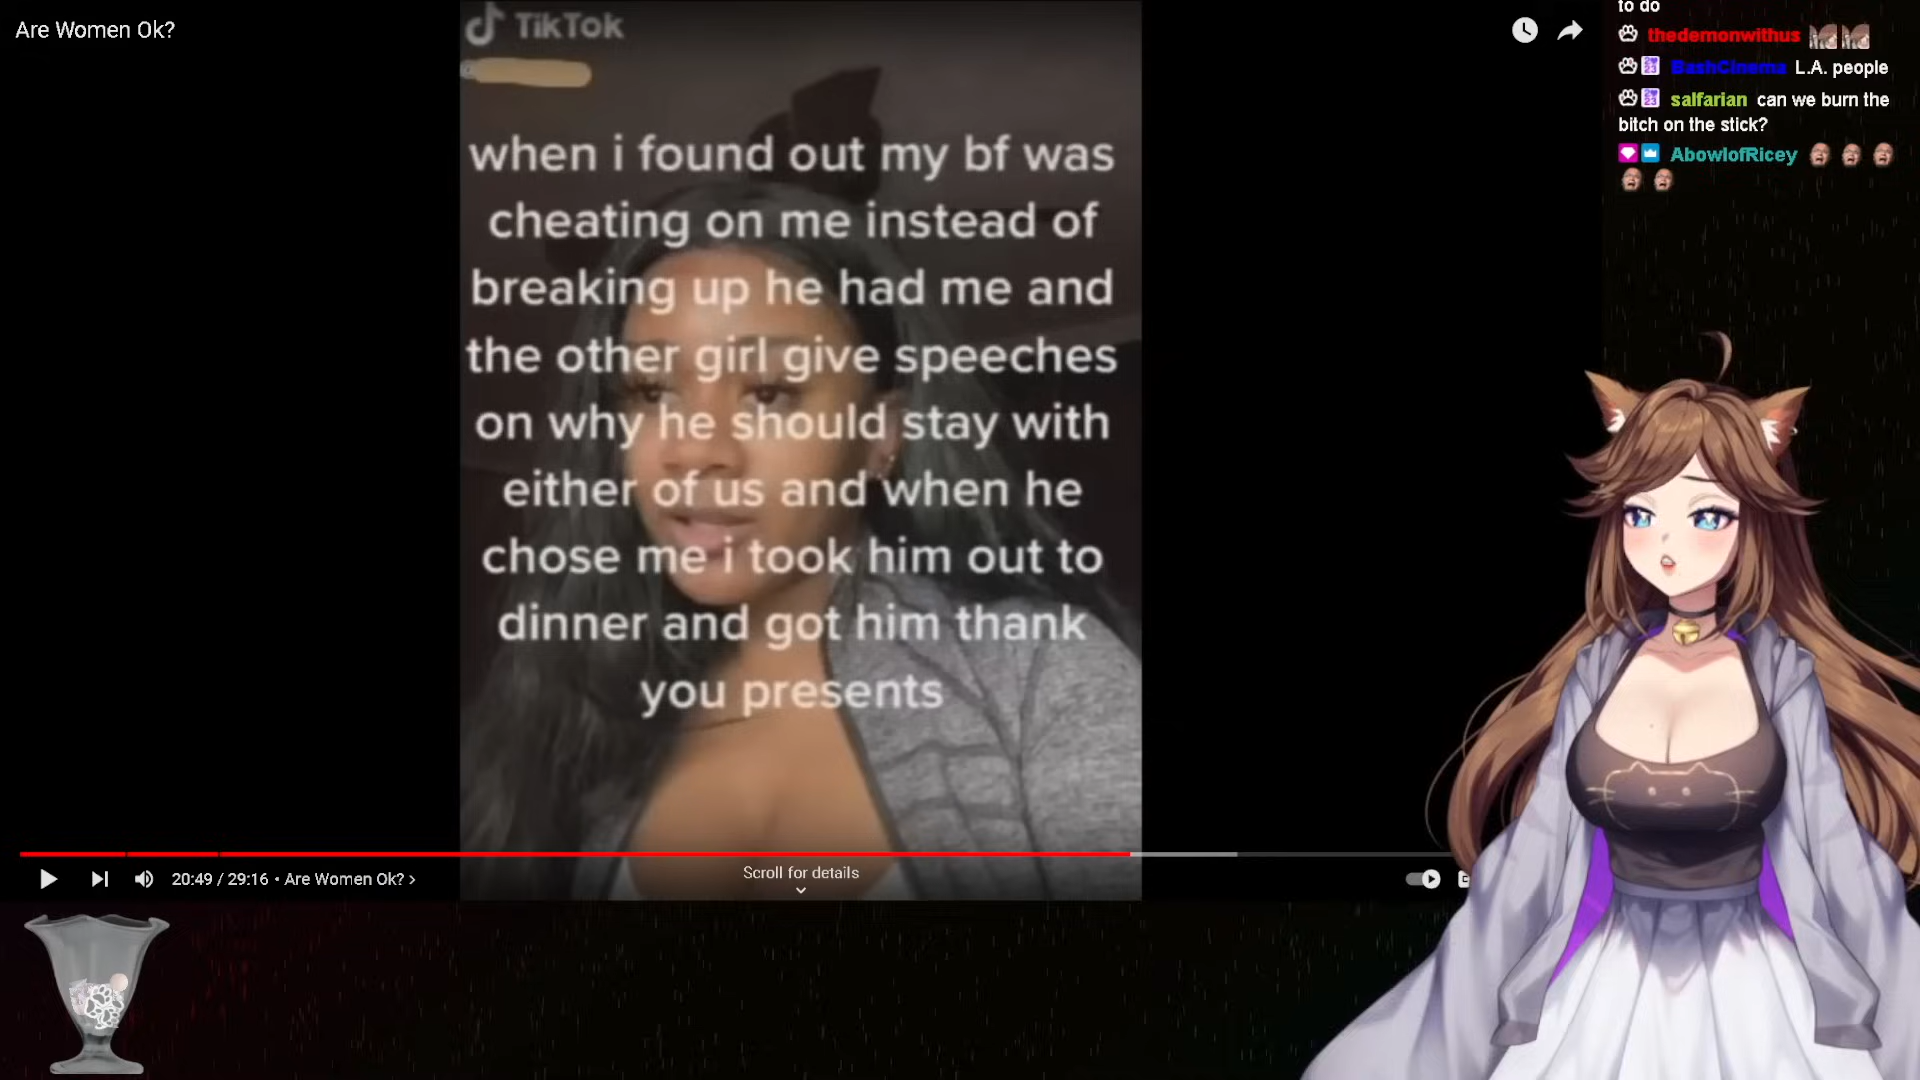 Are Women Ok?
TikTok
when i found out my bf was
cheating on me instead of
breaking up he had me and
the other girl give speeches
on why he should stay with
either of us and when he
chose me i took him out to
dinner and got him thank
you presents
Scroll for details
20:49 / 29:16 • Are Women Ok? ›
to do
thedemonwithus
BashCinema L.A. people
salfarian can we burn the
bitch on the stick?
AbowlofRicey